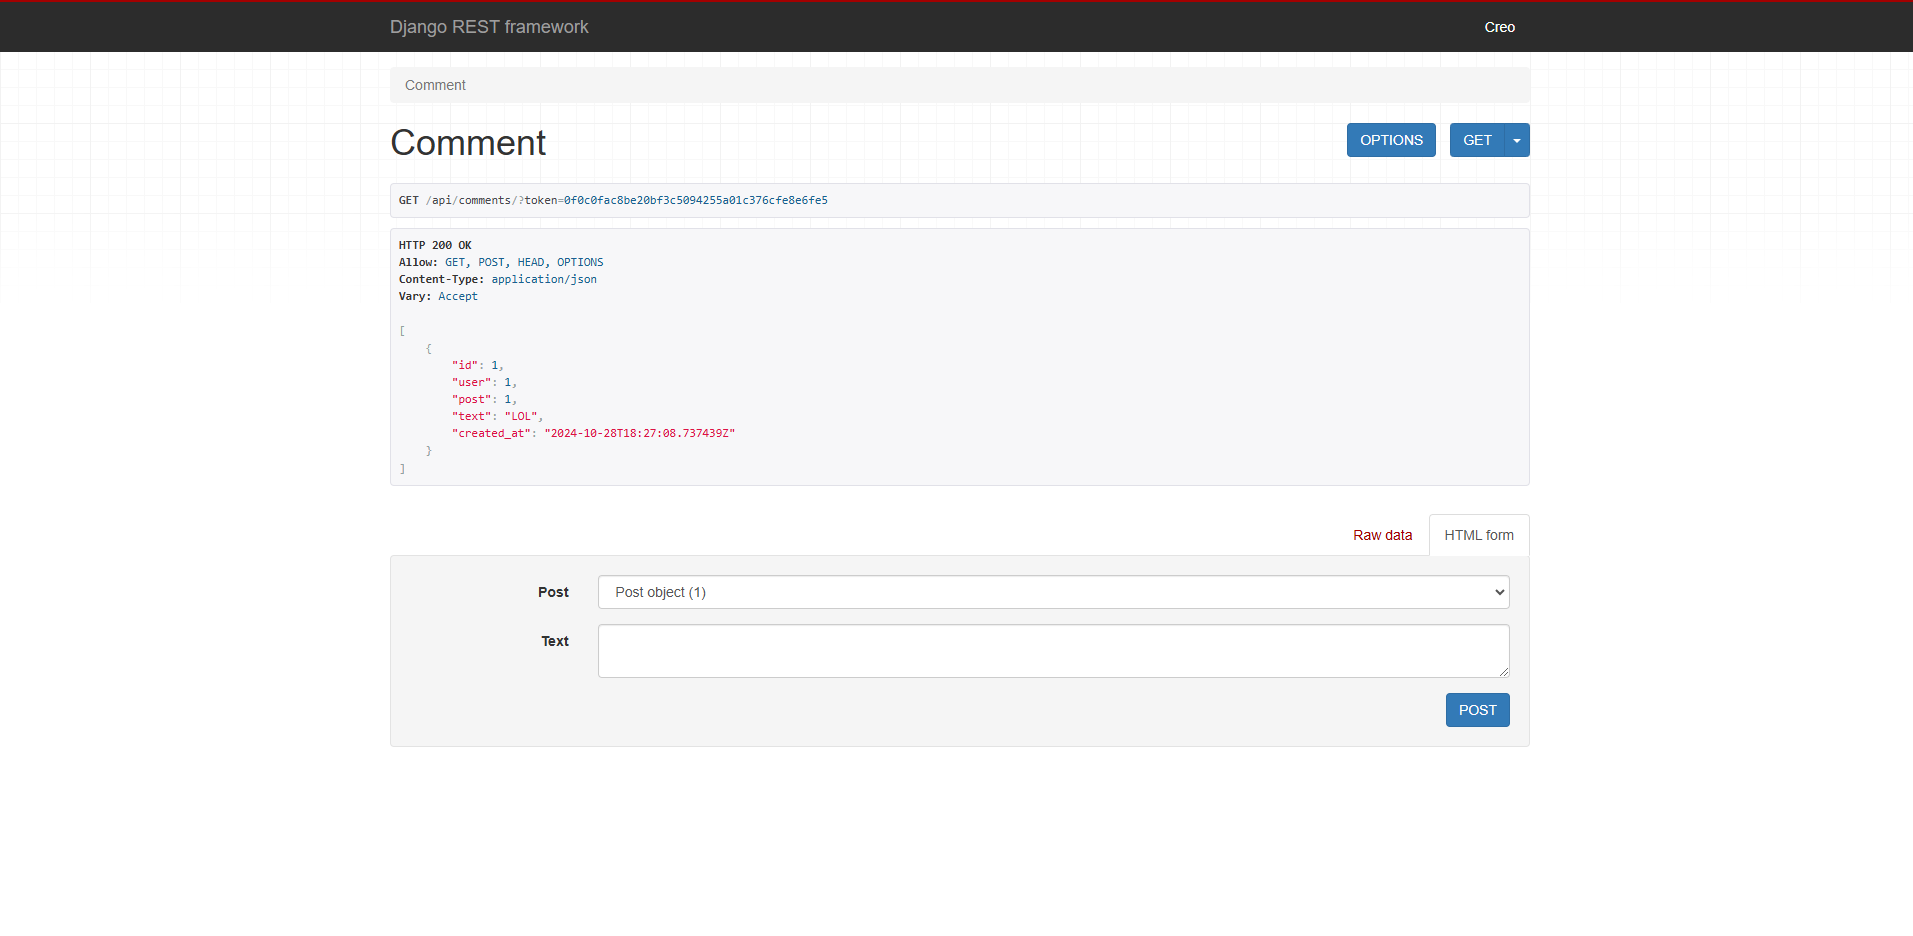 Django REST framework
Creo
Comment
Comment
OPTIONS
GET
GET /api/comments/?token=0f0c0fac8be20bf3c5094255a01c376cfe8e6fe5
HTTP 200 OK
Allow: GET, POST, HEAD, OPTIONS
Content-Type: application/json
Vary: Accept
[
    {
        "id": 1,
        "user": 1,
        "post": 1,
        "text": "LOL",
        "created_at": "2024-10-28T18:27:08.737439Z"
    }
]
Raw data
HTML form
Post
Post object (1)
Text
POST